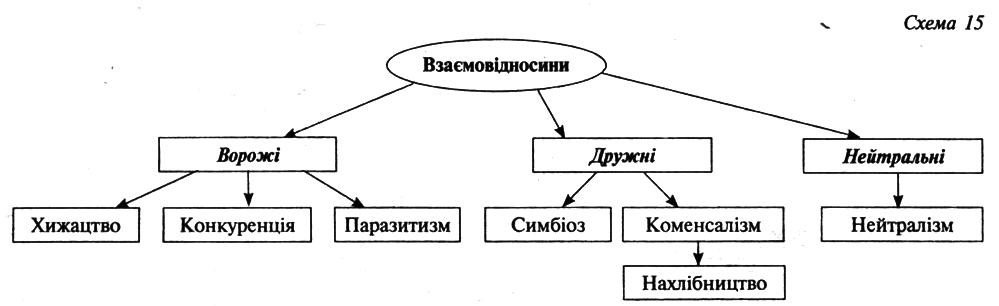 Схема 15
Взаємовідносини
Ворожі
Дружні
Нейтральні
Хижацтво
Конкуренція
Паразитизм
Симбіоз
Коменсалізм
Нейтралізм
Нахлібництво